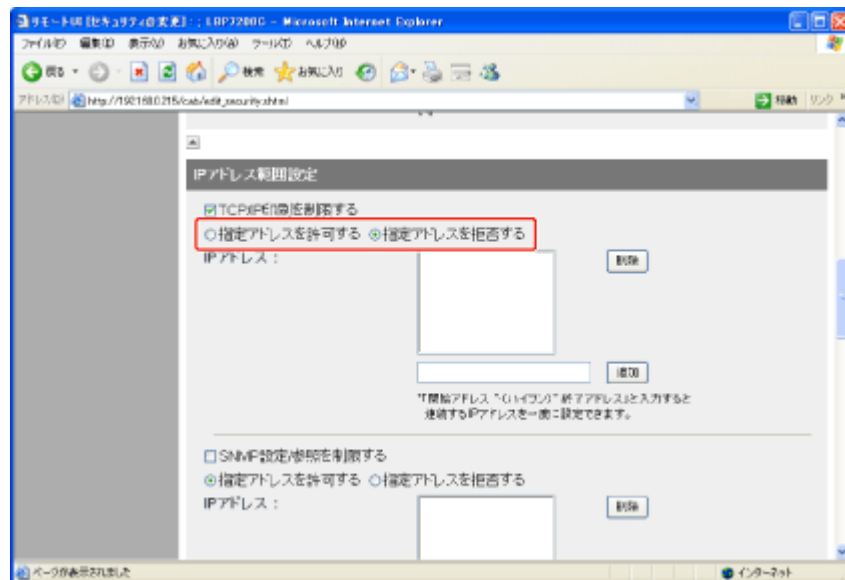 リモートUI [セキュリティの変更] : ; LBP7200C - Microsoft Internet Explorer
ファイル(F) 編集(E) 表示(V) お気に入り(A) ツール(T) ヘルプ(H)
戻る 検索 お気に入り
アドレス(D) http://192.168.0.215/cab/edit_security.shtml 移動 リンク
IPアドレス範囲設定
TCP/IP印刷を制限する
指定アドレスを許可する 指定アドレスを拒否する
IPアドレス: 削除
追加
*「開始アドレス "-(ハイフン)" 終了アドレス」と入力すると
連続するIPアドレスを一度に設定できます。
SNMP設定/参照を制限する
指定アドレスを許可する 指定アドレスを拒否する
IPアドレス: 削除
ページが表示されました インターネット